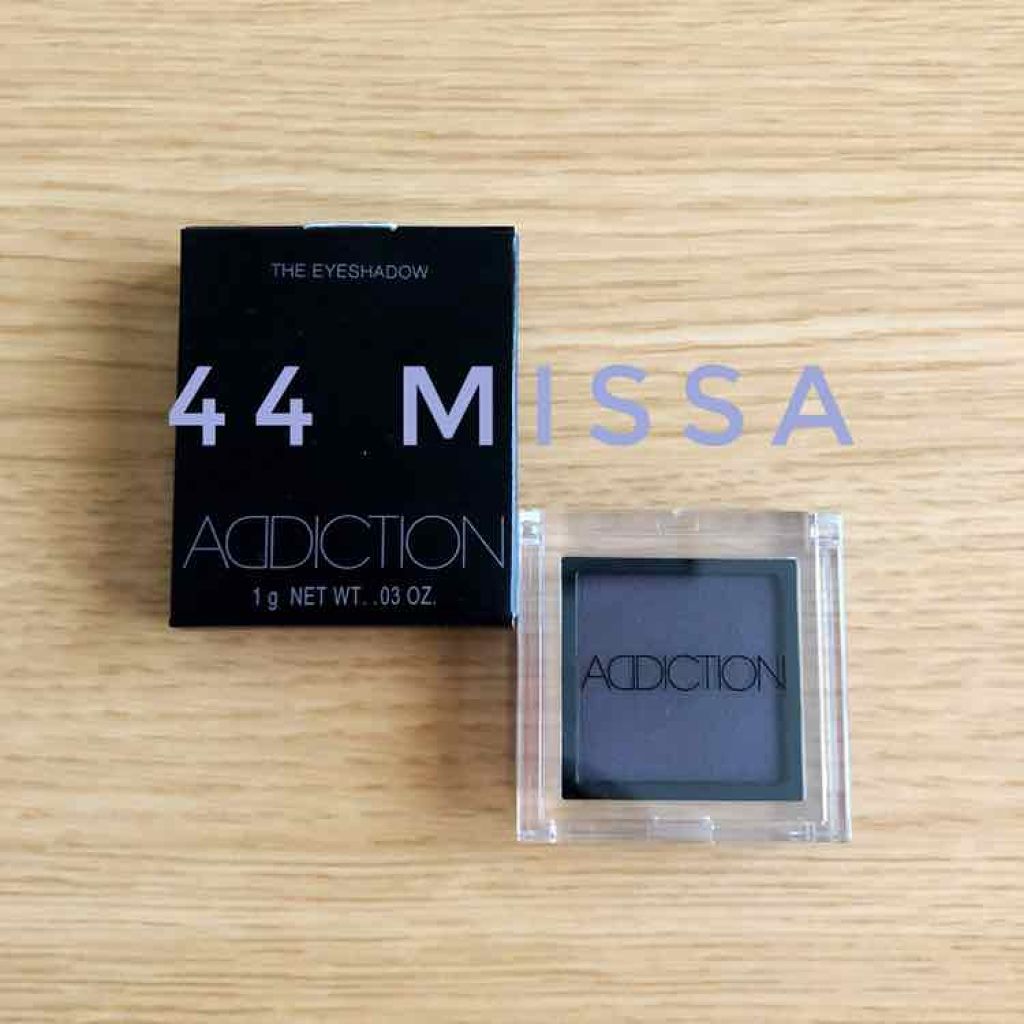 THE EYESHADOW
44 MISSA
ADDICTION
1 g NET WT. .03 OZ.
ADDICTION